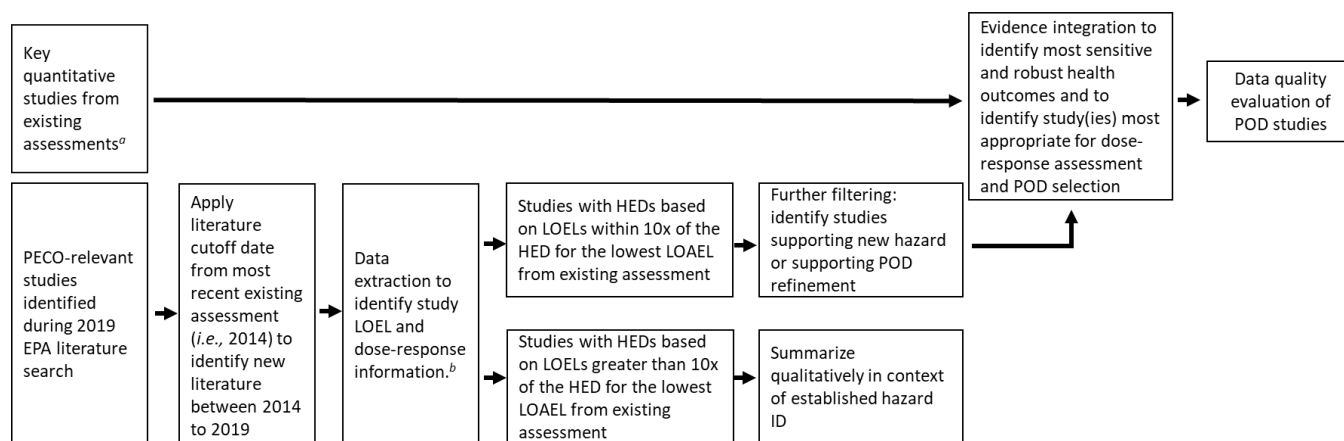 Key
quantitative
studies from
existing
assessmentsᵃ
Evidence integration to
identify most sensitive
and robust health
outcomes and to
identify study(ies) most
appropriate for dose-
response assessment
and POD selection
Data quality
evaluation of
POD studies
PECO-relevant
studies
identified
during 2019
EPA literature
search
Apply
literature
cutoff date
from most
recent existing
assessment
(i.e., 2014) to
identify new
literature
between 2014
to 2019
Data
extraction to
identify study
LOEL and
dose-response
information.ᵇ
Studies with HEDs based
on LOELs within 10x of the
HED for the lowest LOAEL
from existing assessment
Further filtering:
identify studies
supporting new hazard
or supporting POD
refinement
Studies with HEDs based
on LOELs greater than 10x
of the HED for the lowest
LOAEL from existing
assessment
Summarize
qualitatively in context
of established hazard
ID